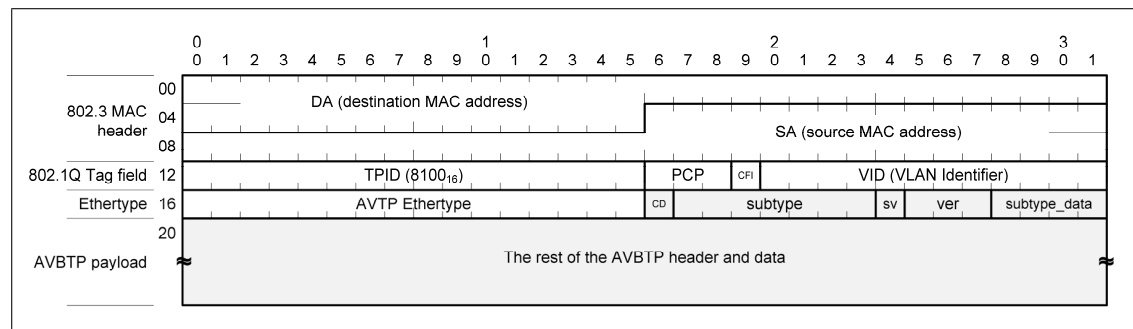 0 1 2 3
0 1 2 3 4 5 6 7 8 9 0 1 2 3 4 5 6 7 8 9 0 1 2 3 4 5 6 7 8 9 0 1
00
DA (destination MAC address)
802.3 MAC
header
04
SA (source MAC address)
08
802.1Q Tag field 12 TPID (8100₁₆) PCP CFI VID (VLAN Identifier)
Ethertype 16 AVTP Ethertype CD subtype sv ver subtype_data
20
AVBTP payload
The rest of the AVBTP header and data